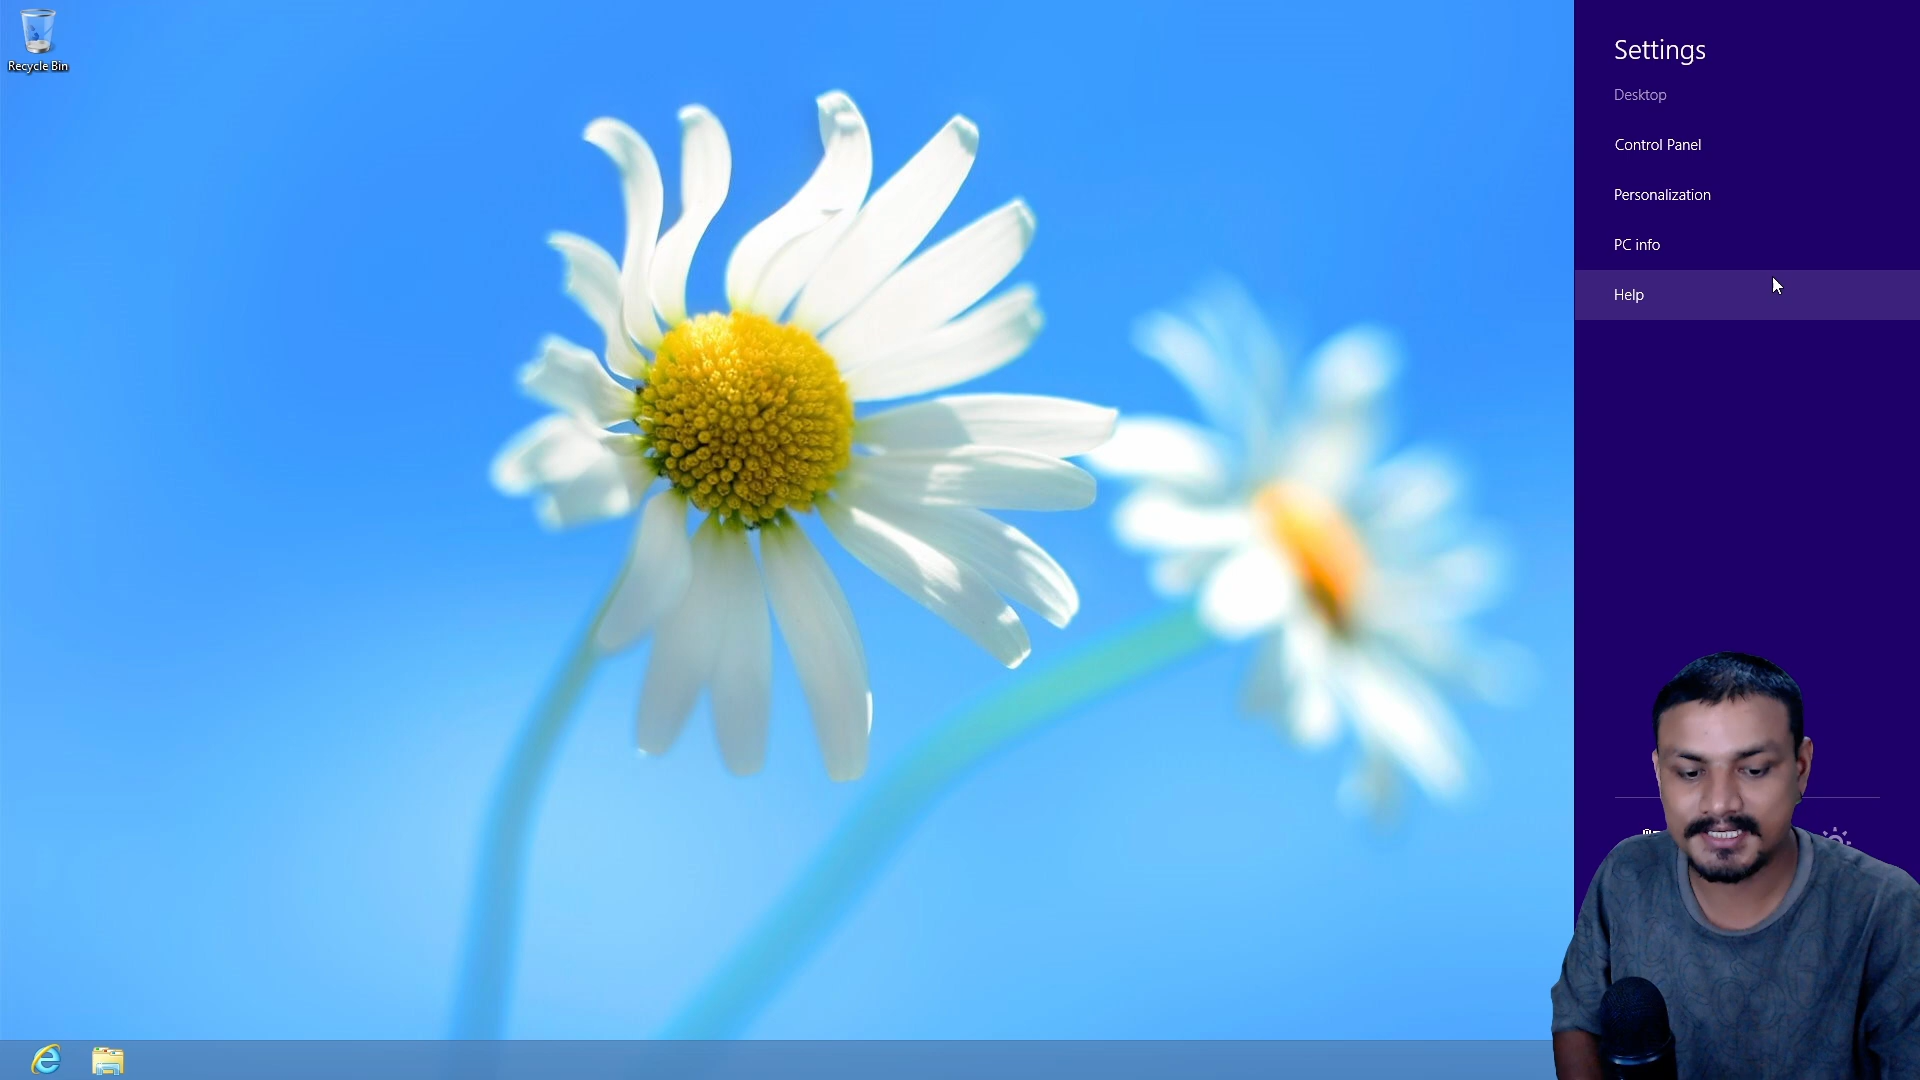 Recycle Bin
Settings
Desktop
Control Panel
Personalization
PC info
Help